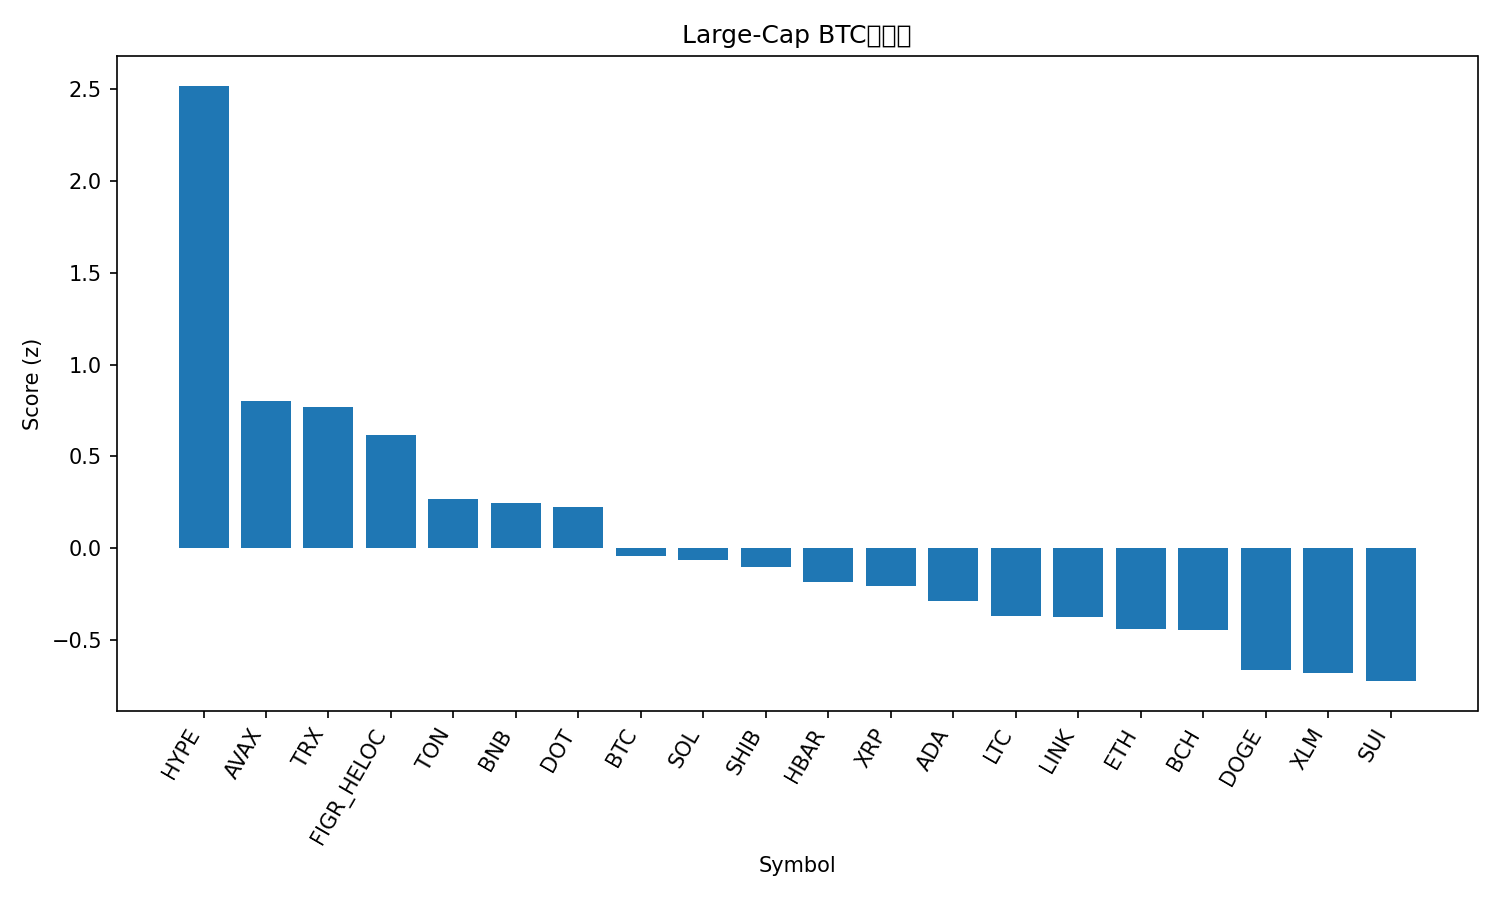 Large-Cap BTC
Score (z)
2.5
2.0
1.5
1.0
0.5
0.0
−0.5
HYPE
AVAX
TRX
FIGR_HELOC
TON
BNB
DOT
BTC
SOL
SHIB
HBAR
XRP
ADA
LTC
LINK
ETH
BCH
DOGE
XLM
SUI
Symbol